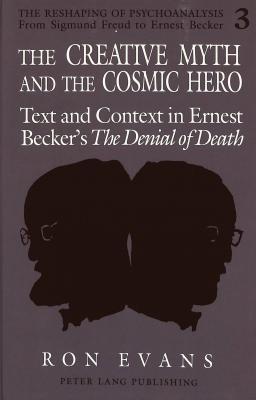 THE RESHAPING OF PSYCHOANALYSIS
From Sigmund Freud to Ernest Becker
3
THE CREATIVE MYTH
AND THE COSMIC HERO
Text and Context in Ernest
Becker's The Denial of Death
RON EVANS
PETER LANG PUBLISHING